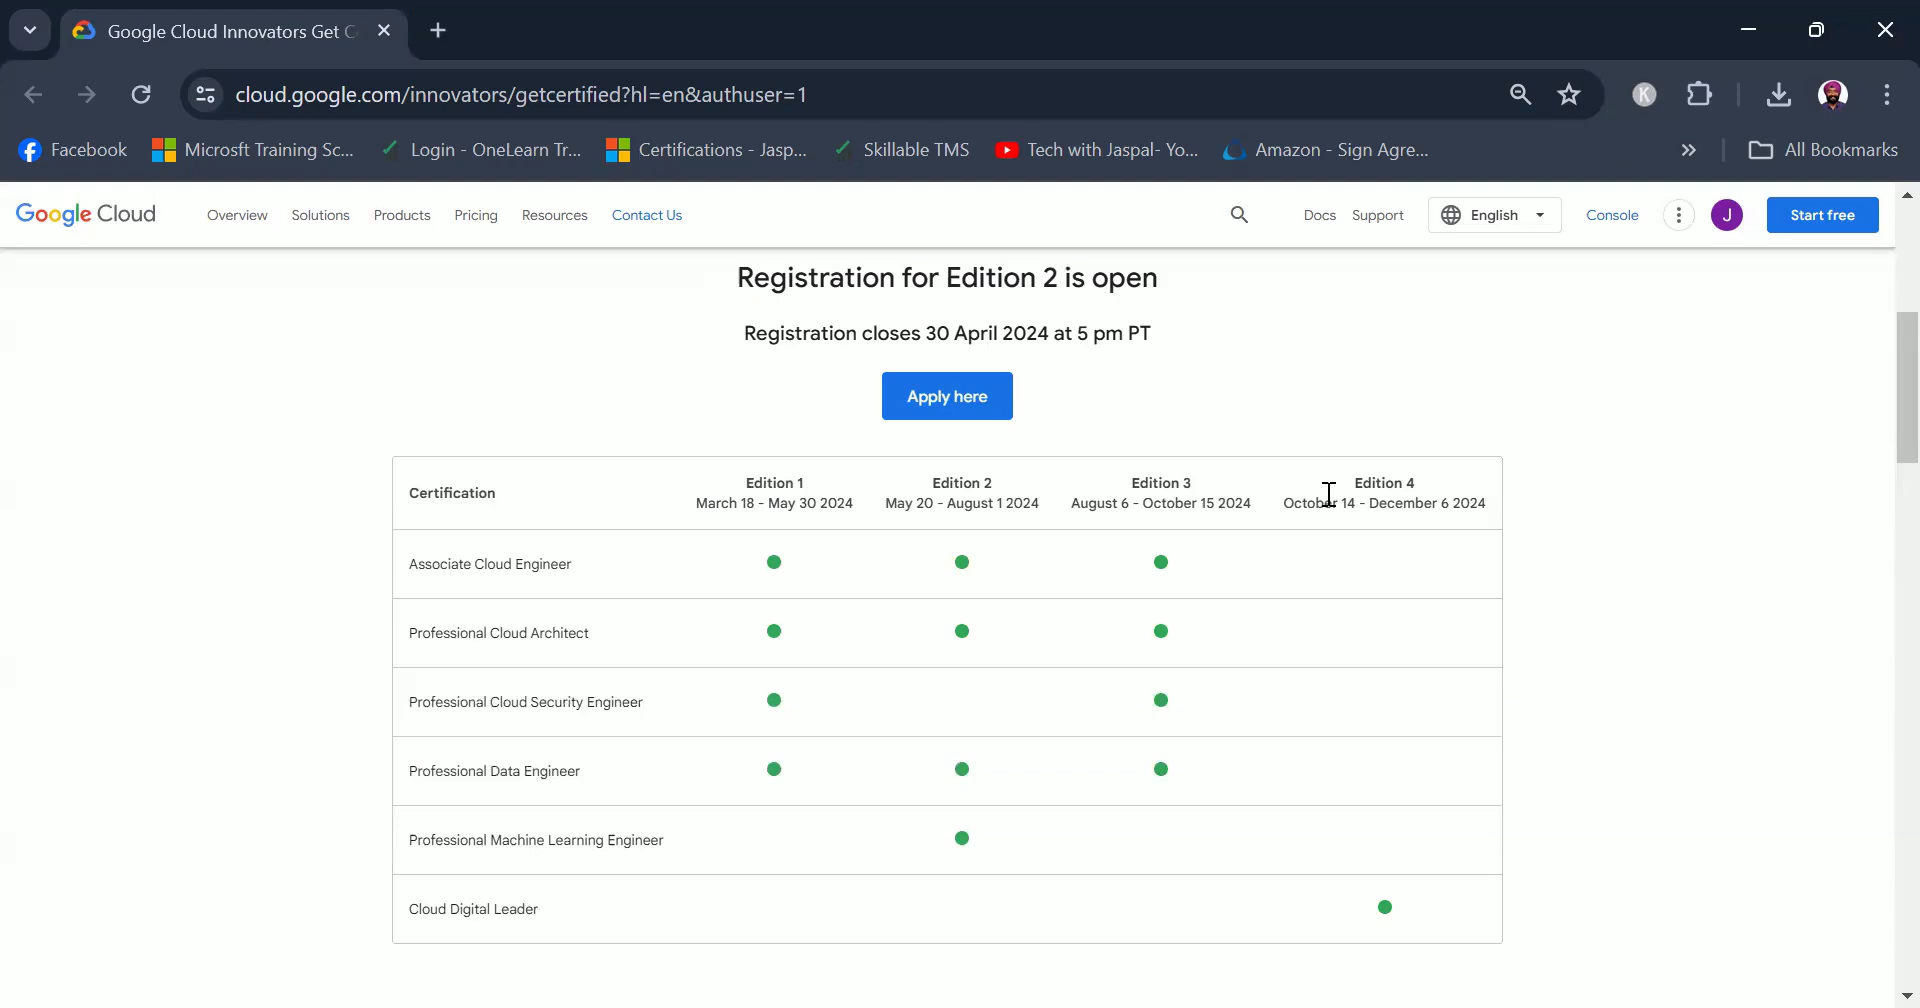 Google Cloud Innovators Get C
cloud.google.com/innovators/getcertified?hl=en&authuser=1
K
Facebook
Microsft Training Sc...
Login - OneLearn Tr...
Certifications - Jasp...
Skillable TMS
Tech with Jaspal- Yo...
Amazon - Sign Agre...
All Bookmarks
Google Cloud
Overview
Solutions
Products
Pricing
Resources
Contact Us
Docs
Support
English
Console
J
Start free
Registration for Edition 2 is open
Registration closes 30 April 2024 at 5 pm PT
Apply here
Certification
Edition 1
March 18 - May 30 2024
Edition 2
May 20 - August 1 2024
Edition 3
August 6 - October 15 2024
Edition 4
October 14 - December 6 2024
Associate Cloud Engineer
Professional Cloud Architect
Professional Cloud Security Engineer
Professional Data Engineer
Professional Machine Learning Engineer
Cloud Digital Leader